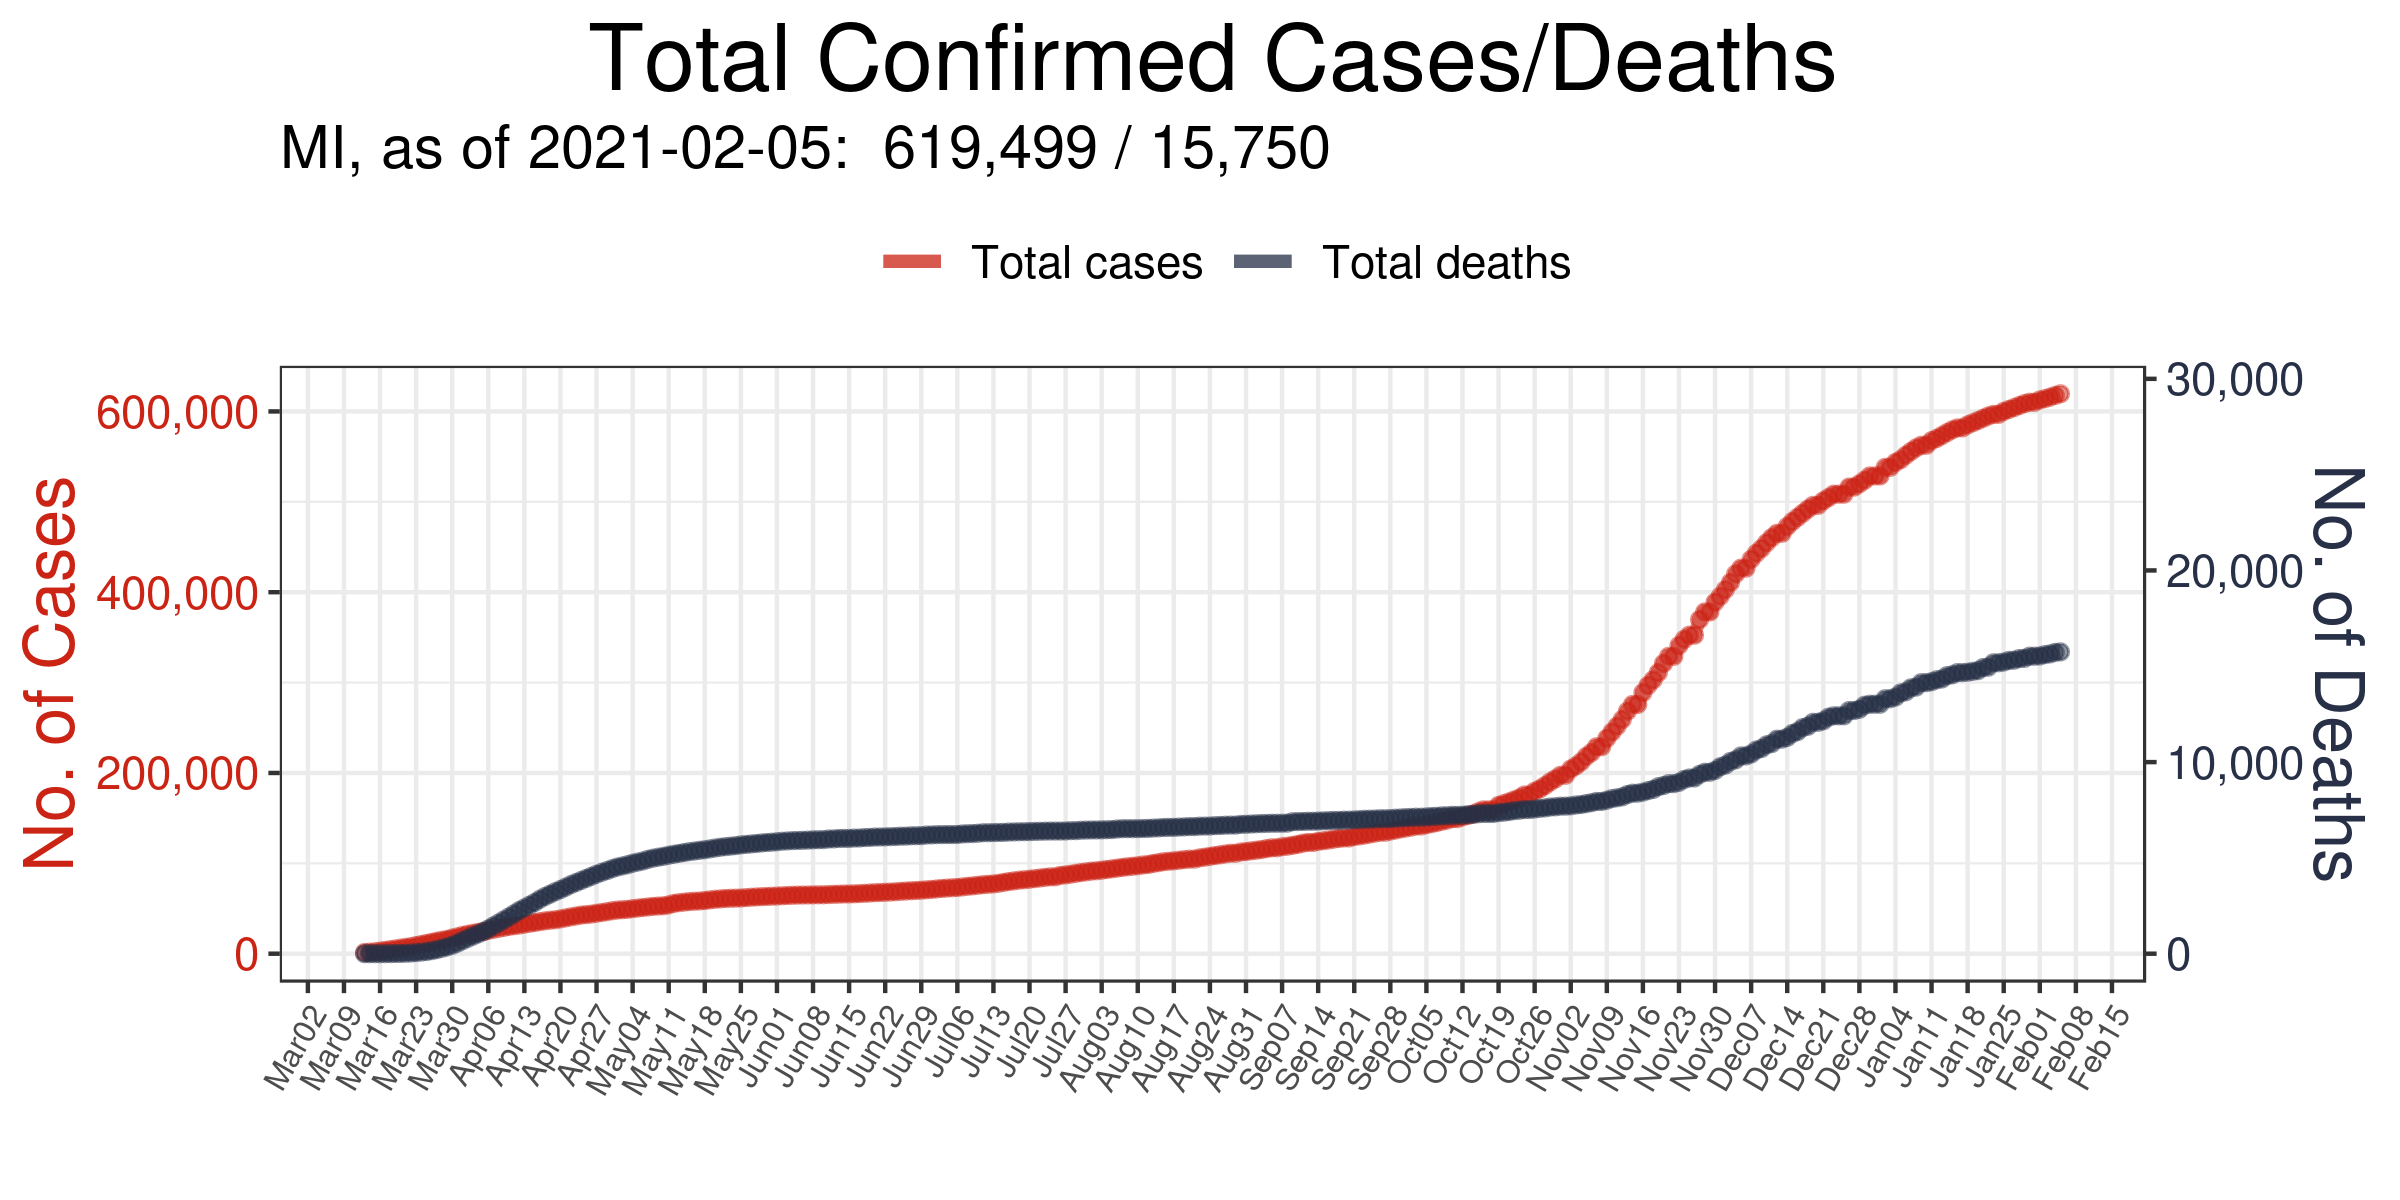 Total Confirmed Cases/Deaths
MI, as of 2021-02-05:  619,499 / 15,750
Total cases
Total deaths
No. of Cases
600,000
400,000
200,000
0
30,000
20,000
10,000
0
No. of Deaths
Mar02
Mar09
Mar16
Mar23
Mar30
Apr06
Apr13
Apr20
Apr27
May04
May11
May18
May25
Jun01
Jun08
Jun15
Jun22
Jun29
Jul06
Jul13
Jul20
Jul27
Aug03
Aug10
Aug17
Aug24
Aug31
Sep07
Sep14
Sep21
Sep28
Oct05
Oct12
Oct19
Oct26
Nov02
Nov09
Nov16
Nov23
Nov30
Dec07
Dec14
Dec21
Dec28
Jan04
Jan11
Jan18
Jan25
Feb01
Feb08
Feb15